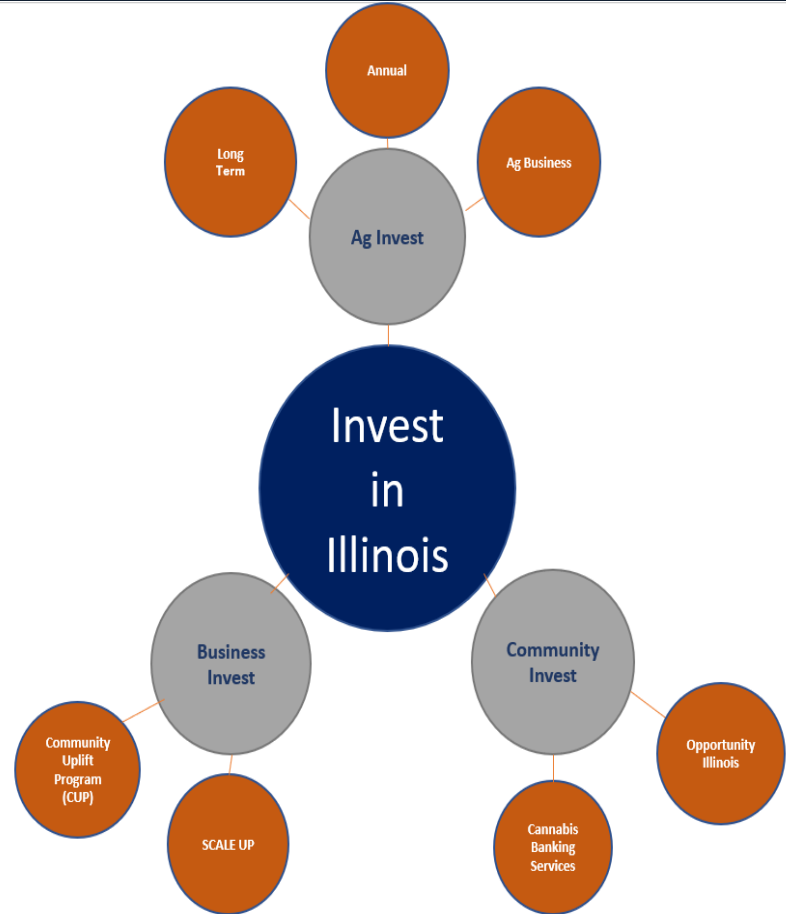 Annual
Long
Term
Ag Business
Ag Invest
Invest
in
Illinois
Business
Invest
Community
Invest
Community
Uplift
Program
(CUP)
SCALE UP
Opportunity
Illinois
Cannabis
Banking
Services